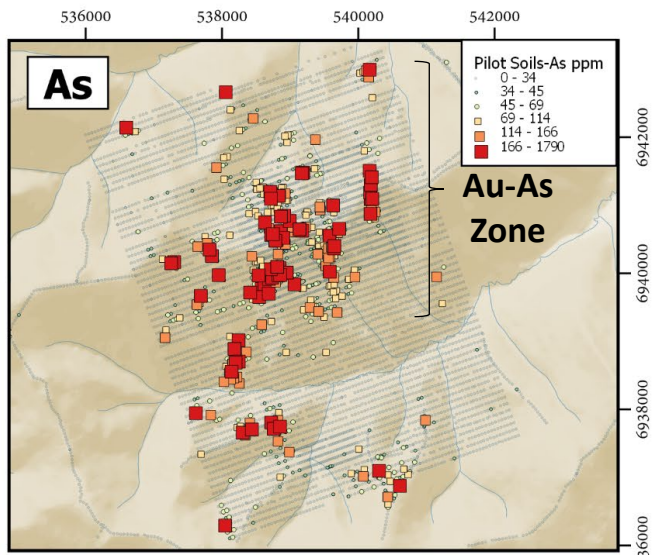 536000 538000 540000 542000
As
Pilot Soils-As ppm
0 - 34
34 - 45
45 - 69
69 - 114
114 - 166
166 - 1790
Au-As
Zone
6942000
6940000
6938000
36000